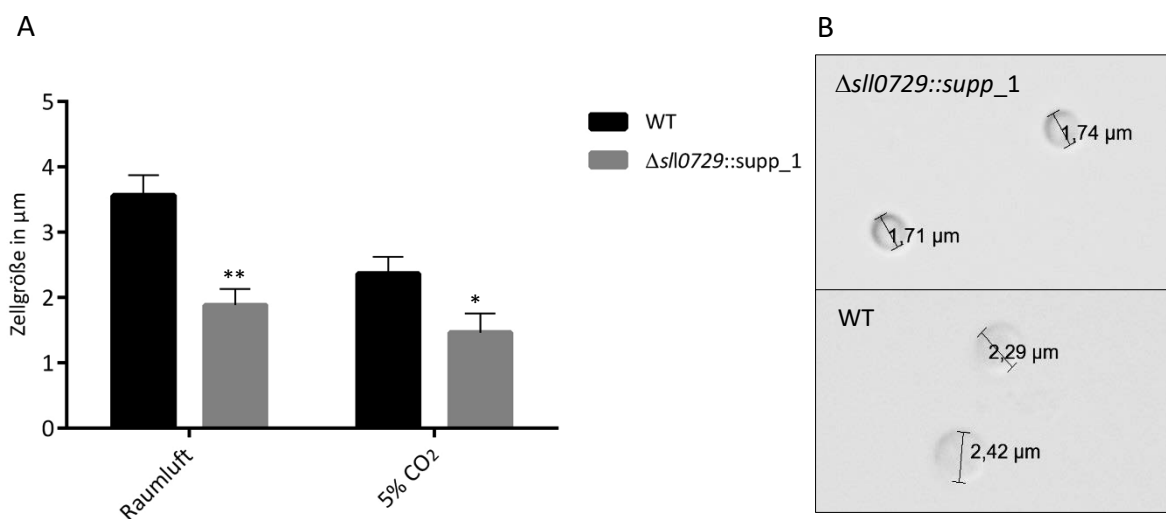 A
Zellgröße in µm
5
4
3
2
1
0
**
*
Raumluft
5% CO2
WT
Δsll0729::supp_1
B
Δsll0729::supp_1
1,74 µm
1,71 µm
WT
2,29 µm
2,42 µm